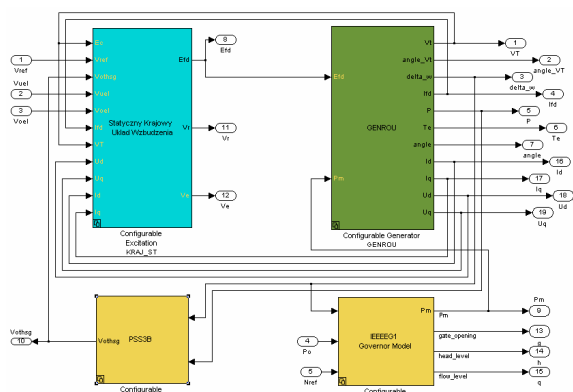 1
Vref
2
Vuel
3
Voel
Ec
Vref
Vothsg
Vuel
Voel
VT
Ud
Uq
Id
Efd
Statyczny Krajowy
Układ Wzbudzenia
Vr
Ve
Configurable
Excitation
KRAJ_ST
8
Efd
11
Vr
12
Ve
Efd
GENROU
Pm
Vt
angle_Vt
delta_w
Ifd
P
Te
angle
Id
Iq
Ud
Uq
Configurable Generator
GENROU
1
VT
2
angle_VT
3
delta_w
4
Ifd
5
P
6
Te
7
angle
16
Id
17
Iq
18
Ud
19
Uq
Vothsg
10
Vothsg
PSS3B
Configurable
4
Po
5
Nref
IEEEG1
Governor Model
Pm
Configurable
Pm
gate_opening
head_level
flow_level
Pm
9
13
g
14
h
15
q